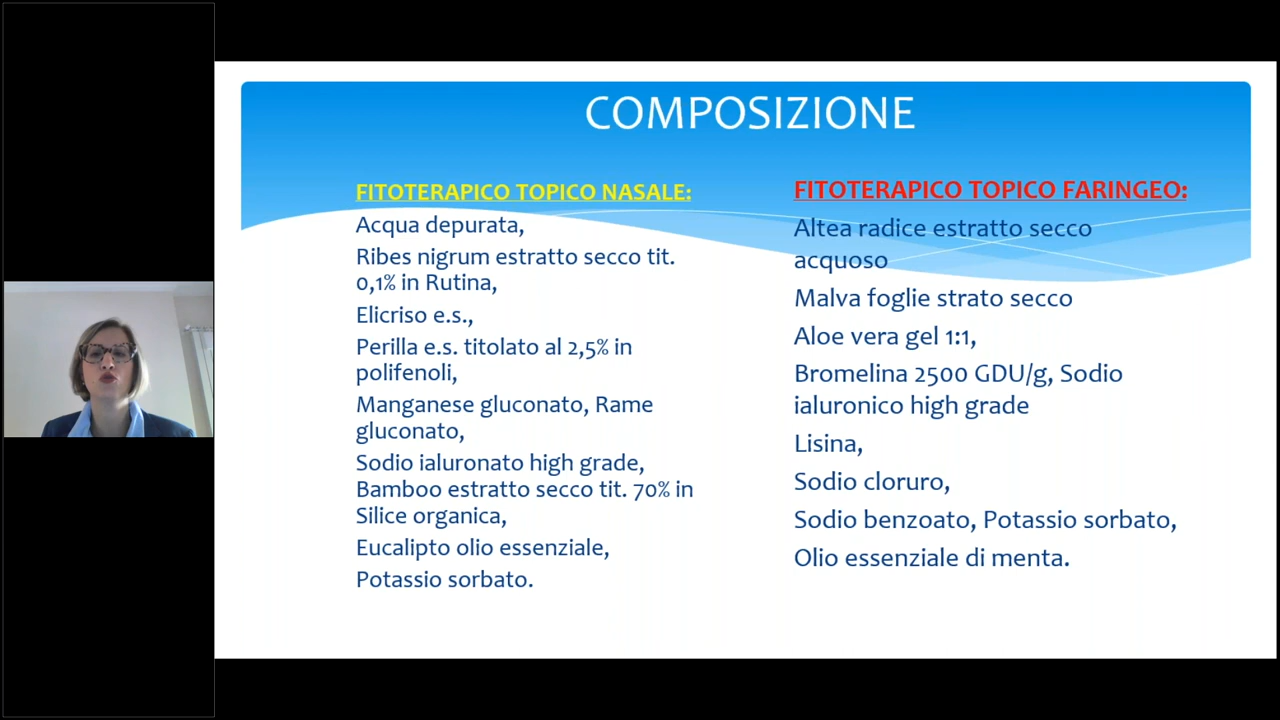 COMPOSIZIONE
FITOTERAPICO TOPICO NASALE:
Acqua depurata,
Ribes nigrum estratto secco tit.
0,1% in Rutina,
Elicriso e.s.,
Perilla e.s. titolato al 2,5% in
polifenoli,
Manganese gluconato, Rame
gluconato,
Sodio ialuronato high grade,
Bamboo estratto secco tit. 70% in
Silice organica,
Eucalipto olio essenziale,
Potassio sorbato.
FITOTERAPICO TOPICO FARINGEO:
Altea radice estratto secco
acquoso
Malva foglie strato secco
Aloe vera gel 1:1,
Bromelina 2500 GDU/g, Sodio
ialuronico high grade
Lisina,
Sodio cloruro,
Sodio benzoato, Potassio sorbato,
Olio essenziale di menta.